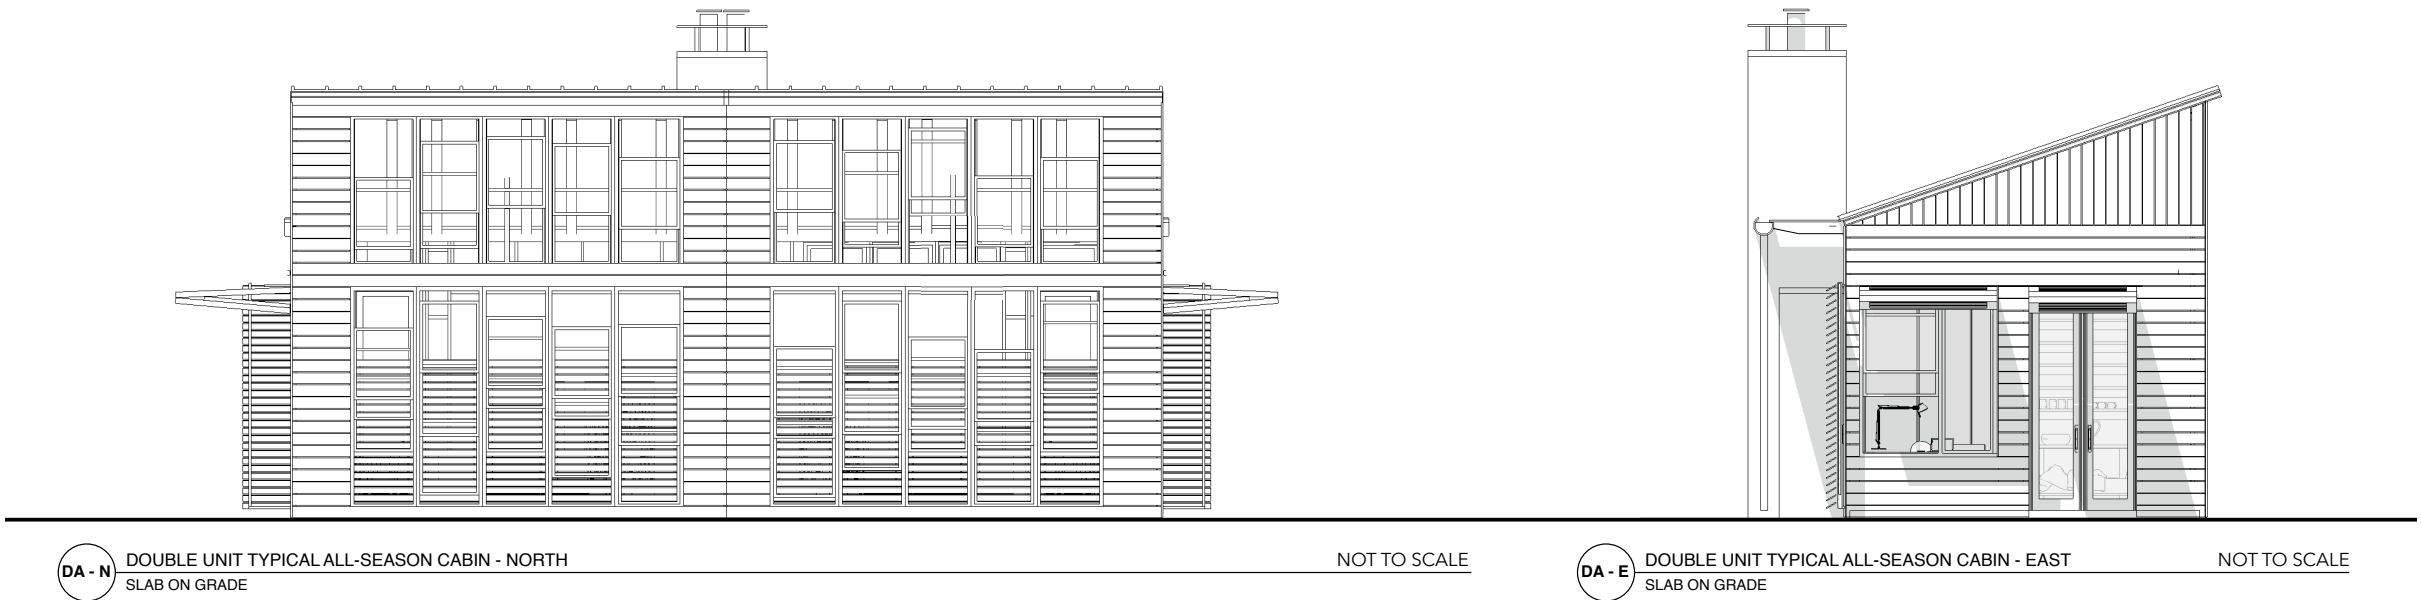 DA - N
DOUBLE UNIT TYPICAL ALL-SEASON CABIN - NORTH
NOT TO SCALE
SLAB ON GRADE
DA - E
DOUBLE UNIT TYPICAL ALL-SEASON CABIN - EAST
NOT TO SCALE
SLAB ON GRADE